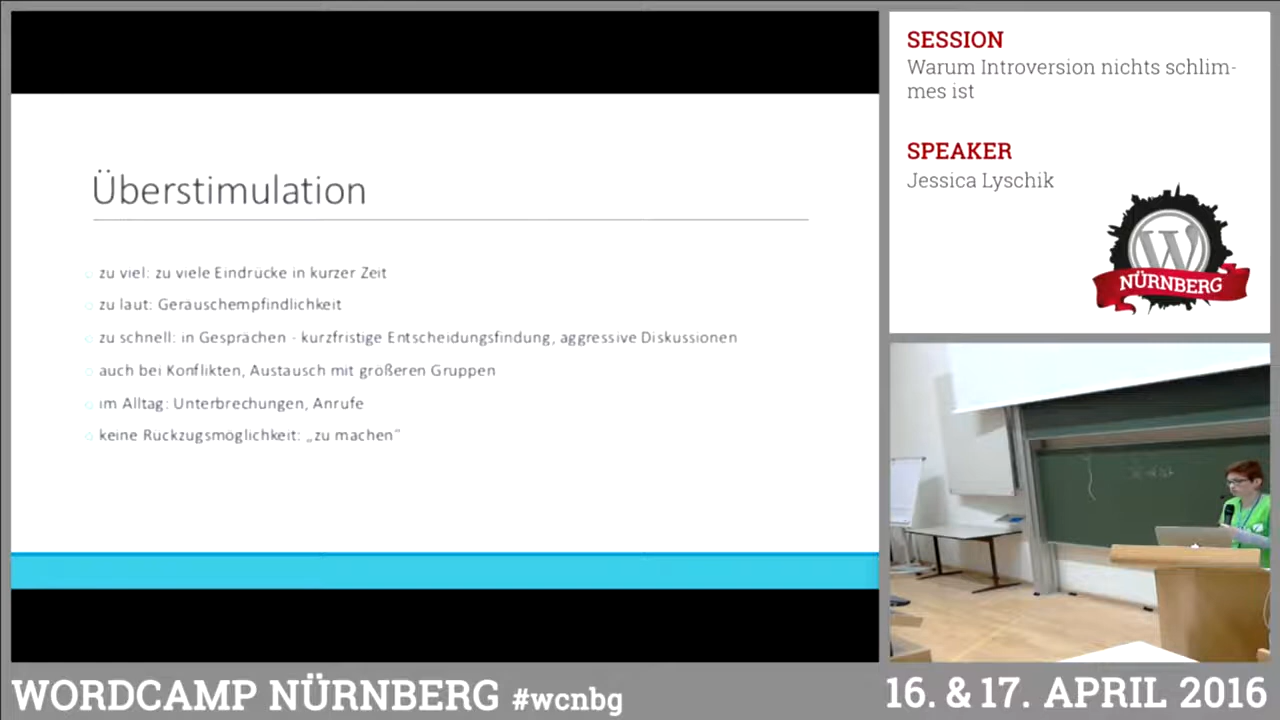 Überstimulation
zu viel: zu viele Eindrücke in kurzer Zeit
zu laut: Geräuschempfindlichkeit
zu schnell: in Gesprächen - kurzfristige Entscheidungsfindung, aggressive Diskussionen
auch bei Konflikten, Austausch mit größeren Gruppen
im Alltag: Unterbrechungen, Anrufe
keine Rückzugsmöglichkeit: „zu machen“
SESSION
Warum Introversion nichts schlim-
mes ist
SPEAKER
Jessica Lyschik
W
NÜRNBERG
WORDCAMP NÜRNBERG #wcnbg
16. & 17. APRIL 2016